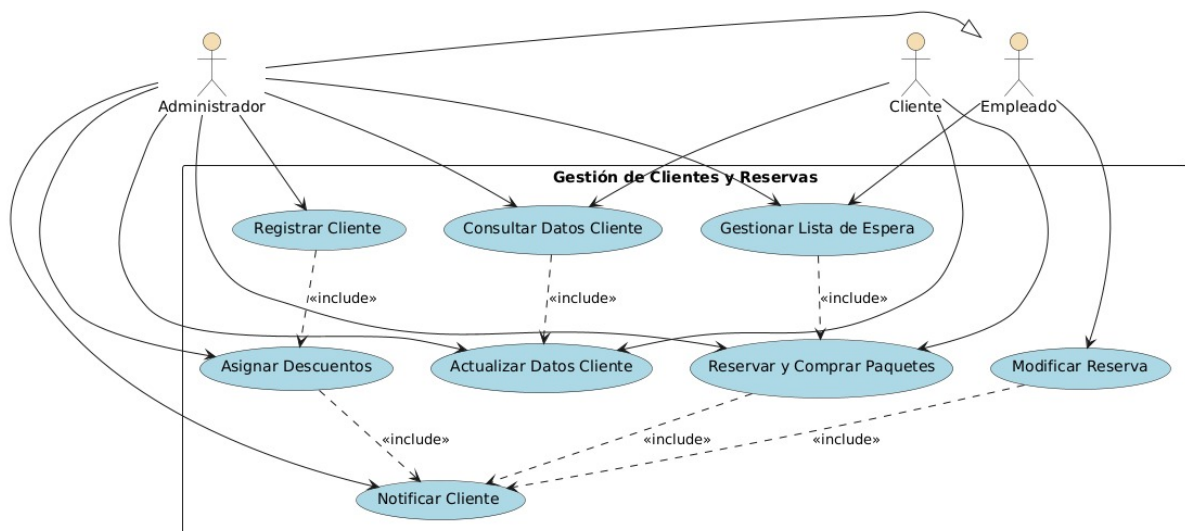 Administrador
Cliente
Empleado
Gestión de Clientes y Reservas
Registrar Cliente
Consultar Datos Cliente
Gestionar Lista de Espera
«include»
«include»
«include»
Asignar Descuentos
Actualizar Datos Cliente
Reservar y Comprar Paquetes
Modificar Reserva
«include»
«include»
«include»
Notificar Cliente